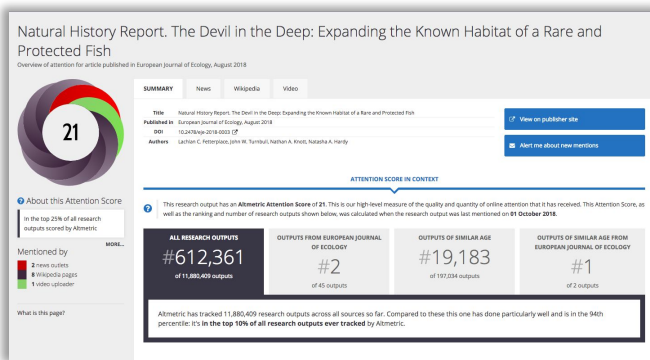 Natural History Report. The Devil in the Deep: Expanding the Known Habitat of a Rare and
Protected Fish
Overview of attention for article published in European Journal of Ecology, August 2018
SUMMARY News Wikipedia Video
21
Title Natural History Report. The Devil in the Deep: Expanding the Known Habitat of a Rare and Protected Fish
Published in European Journal of Ecology, August 2018
DOI 10.2478/eje-2018-0003
Authors Lachlan C. Fetterplace, John W. Turnbull, Nathan A. Knott, Natasha A. Hardy
View on publisher site
Alert me about new mentions
ATTENTION SCORE IN CONTEXT
? About this Attention Score
In the top 25% of all research
outputs scored by Altmetric
MORE...
Mentioned by
2 news outlets
8 Wikipedia pages
1 video uploader
What is this page?
? This research output has an Altmetric Attention Score of 21. This is our high-level measure of the quality and quantity of online attention that it has received. This Attention Score, as
well as the ranking and number of research outputs shown below, was calculated when the research output was last mentioned on 01 October 2018.
ALL RESEARCH OUTPUTS
#612,361
of 11,880,409 outputs
OUTPUTS FROM EUROPEAN JOURNAL
OF ECOLOGY
#2
of 45 outputs
OUTPUTS OF SIMILAR AGE
#19,183
of 197,034 outputs
OUTPUTS OF SIMILAR AGE FROM
EUROPEAN JOURNAL OF ECOLOGY
#1
of 2 outputs
Altmetric has tracked 11,880,409 research outputs across all sources so far. Compared to these this one has done particularly well and is in the 94th
percentile: it's in the top 10% of all research outputs ever tracked by Altmetric.